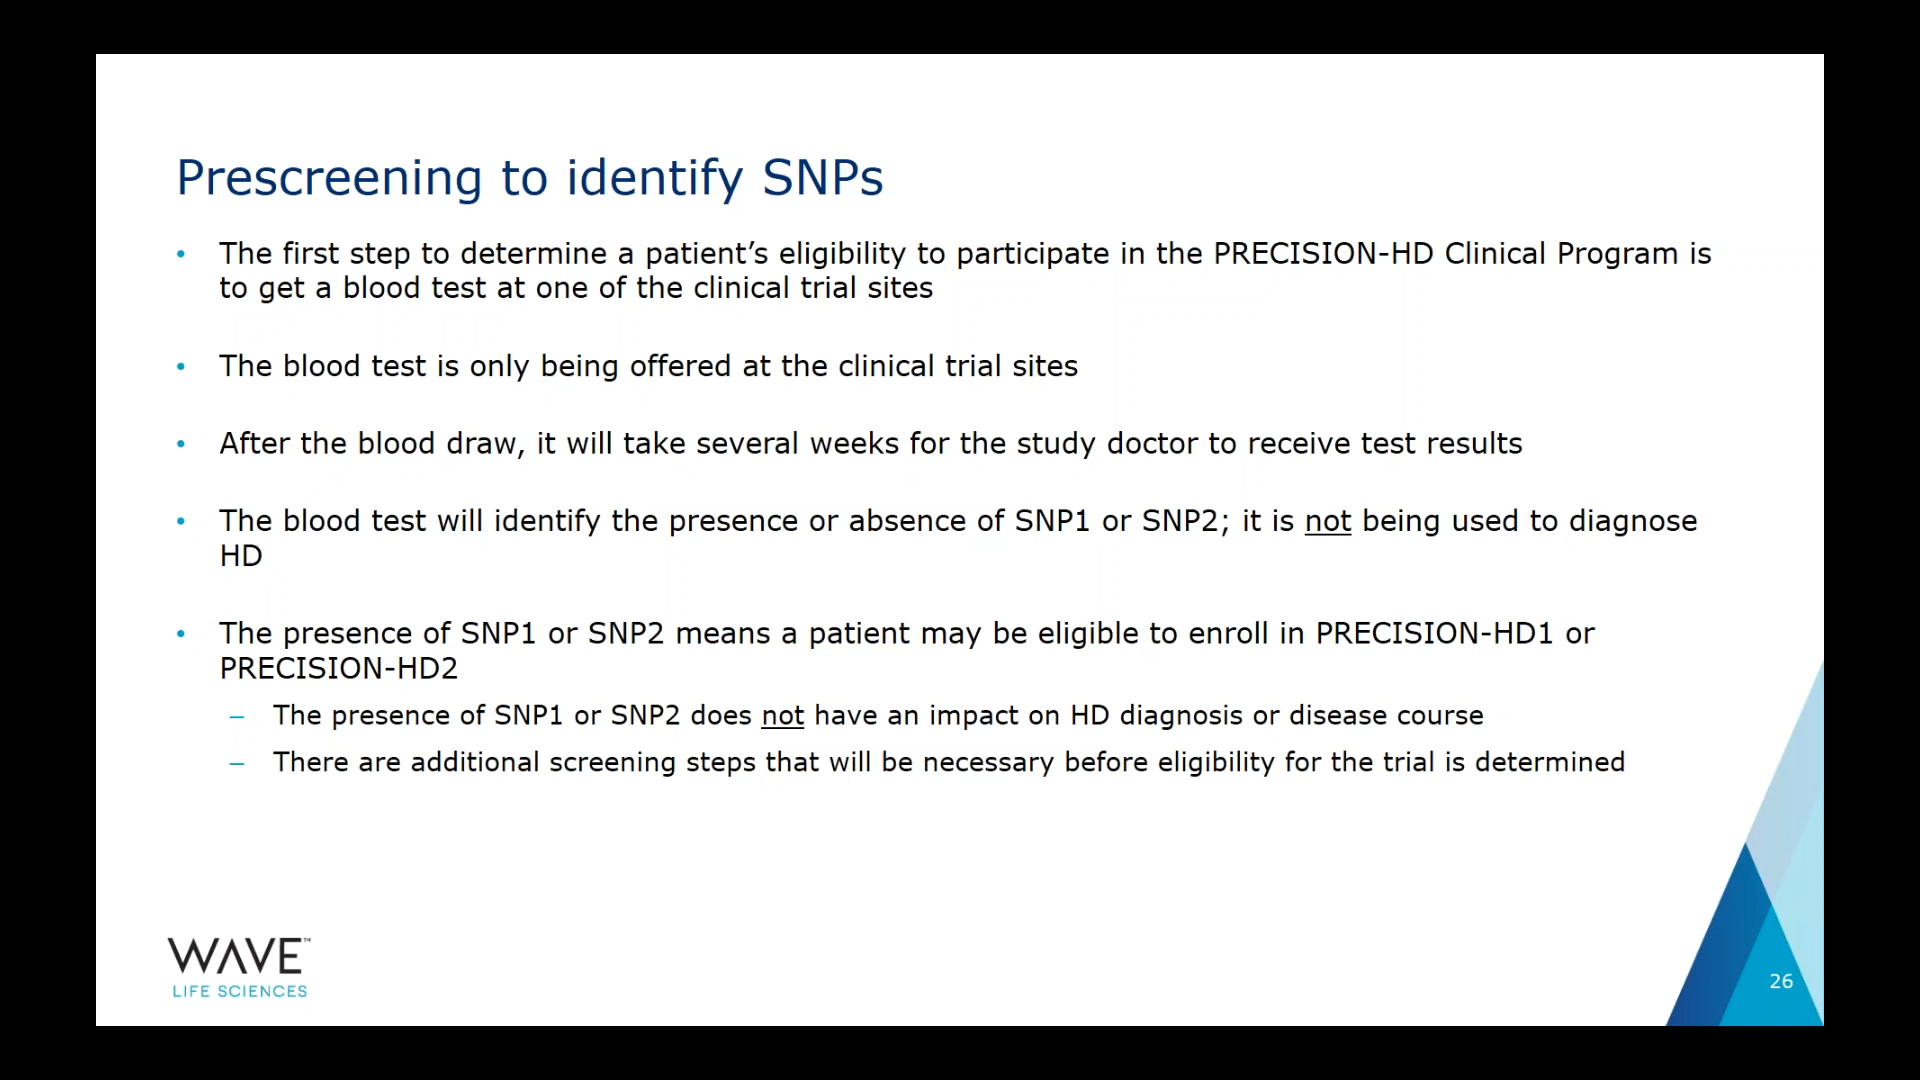 Prescreening to identify SNPs
• The first step to determine a patient’s eligibility to participate in the PRECISION-HD Clinical Program is
to get a blood test at one of the clinical trial sites
• The blood test is only being offered at the clinical trial sites
• After the blood draw, it will take several weeks for the study doctor to receive test results
• The blood test will identify the presence or absence of SNP1 or SNP2; it is not being used to diagnose
HD
• The presence of SNP1 or SNP2 means a patient may be eligible to enroll in PRECISION-HD1 or
PRECISION-HD2
– The presence of SNP1 or SNP2 does not have an impact on HD diagnosis or disease course
– There are additional screening steps that will be necessary before eligibility for the trial is determined
WAVE™
LIFE SCIENCES
26